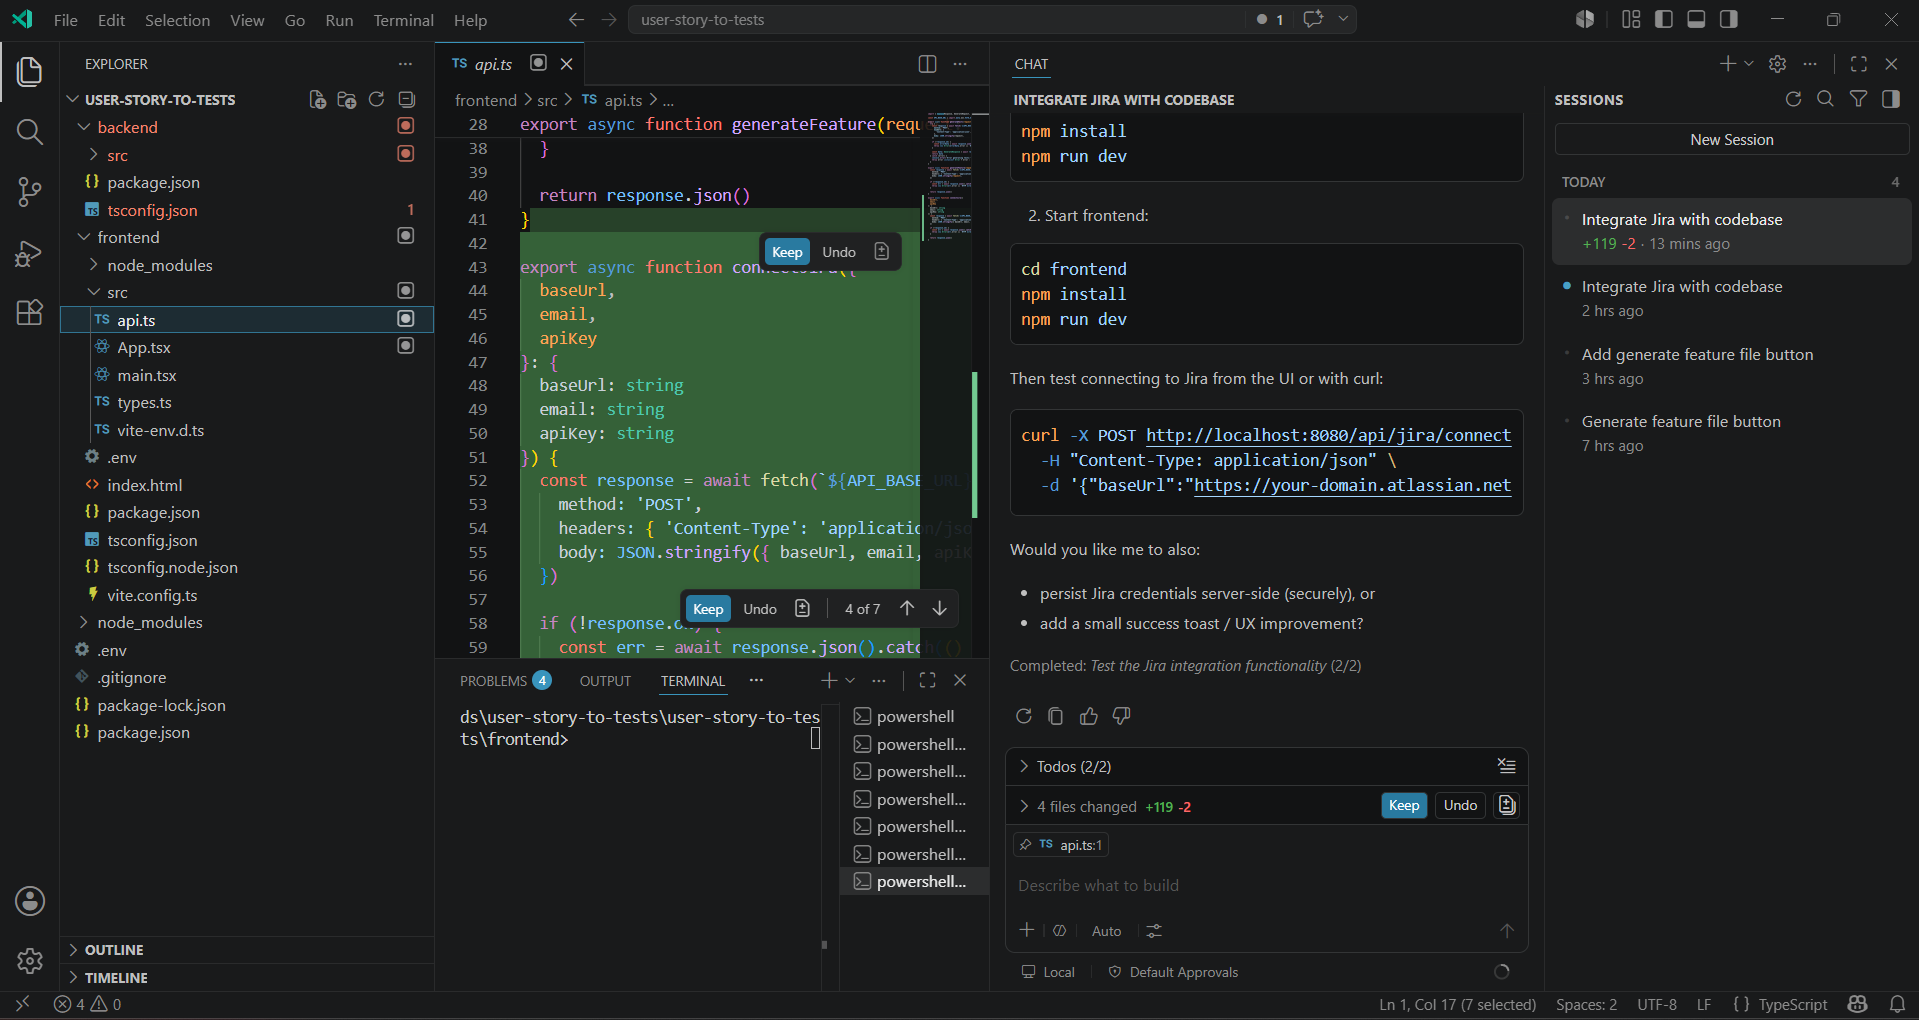 File Edit Selection View Go Run Terminal Help
user-story-to-tests
1
EXPLORER
USER-STORY-TO-TESTS
backend
src
package.json
tsconfig.json 1
frontend
node_modules
src
TS api.ts
App.tsx
main.tsx
TS types.ts
TS vite-env.d.ts
.env
index.html
package.json
tsconfig.json
tsconfig.node.json
vite.config.ts
node_modules
.env
.gitignore
package-lock.json
package.json
OUTLINE
TIMELINE
TS api.ts
frontend > src > TS api.ts > ...
28 export async function generateFeature(requ
38 }
39
40 return response.json()
41 }
42
43 export async function connectJira({
44 baseUrl,
45 email,
46 apiKey
47 }: {
48 baseUrl: string
49 email: string
50 apiKey: string
51 }) {
52 const response = await fetch(`${API_BASE_URL
53 method: 'POST',
54 headers: { 'Content-Type': 'application/jso
55 body: JSON.stringify({ baseUrl, email, apiK
56 })
57
58 if (!response.ok) {
59 const err = await response.json().catch(()
Keep Undo
Keep Undo 4 of 7
PROBLEMS 4 OUTPUT TERMINAL
ds\user-story-to-tests\user-story-to-tes
ts\frontend>
powershell
powershell...
powershell...
powershell...
powershell...
powershell...
powershell...
CHAT
INTEGRATE JIRA WITH CODEBASE
npm install
npm run dev
2. Start frontend:
cd frontend
npm install
npm run dev
Then test connecting to Jira from the UI or with curl:
curl -X POST http://localhost:8080/api/jira/connect
-H "Content-Type: application/json" \
-d '{"baseUrl":"https://your-domain.atlassian.net
Would you like me to also:
• persist Jira credentials server-side (securely), or
• add a small success toast / UX improvement?
Completed: Test the Jira integration functionality (2/2)
Todos (2/2)
4 files changed +119 -2 Keep Undo
TS api.ts:1
Describe what to build
Auto
Local Default Approvals
SESSIONS
New Session
TODAY 4
Integrate Jira with codebase
+119 -2 · 13 mins ago
Integrate Jira with codebase
2 hrs ago
Add generate feature file button
3 hrs ago
Generate feature file button
7 hrs ago
4 0
Ln 1, Col 17 (7 selected) Spaces: 2 UTF-8 LF {} TypeScript